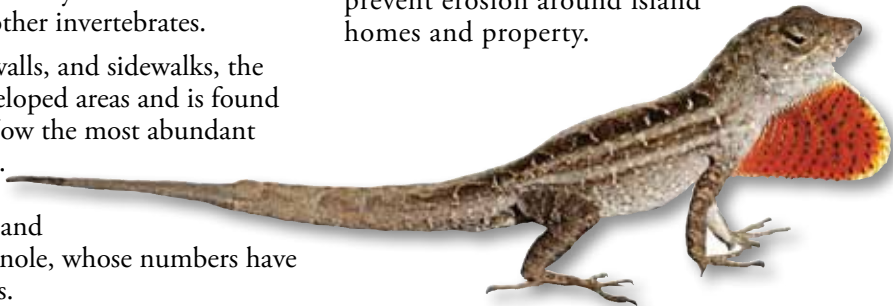 other invertebrates.
walls, and sidewalks, the
eloped areas and is found
ow the most abundant
and
nole, whose numbers have
s.
prevent erosion around island
homes and property.